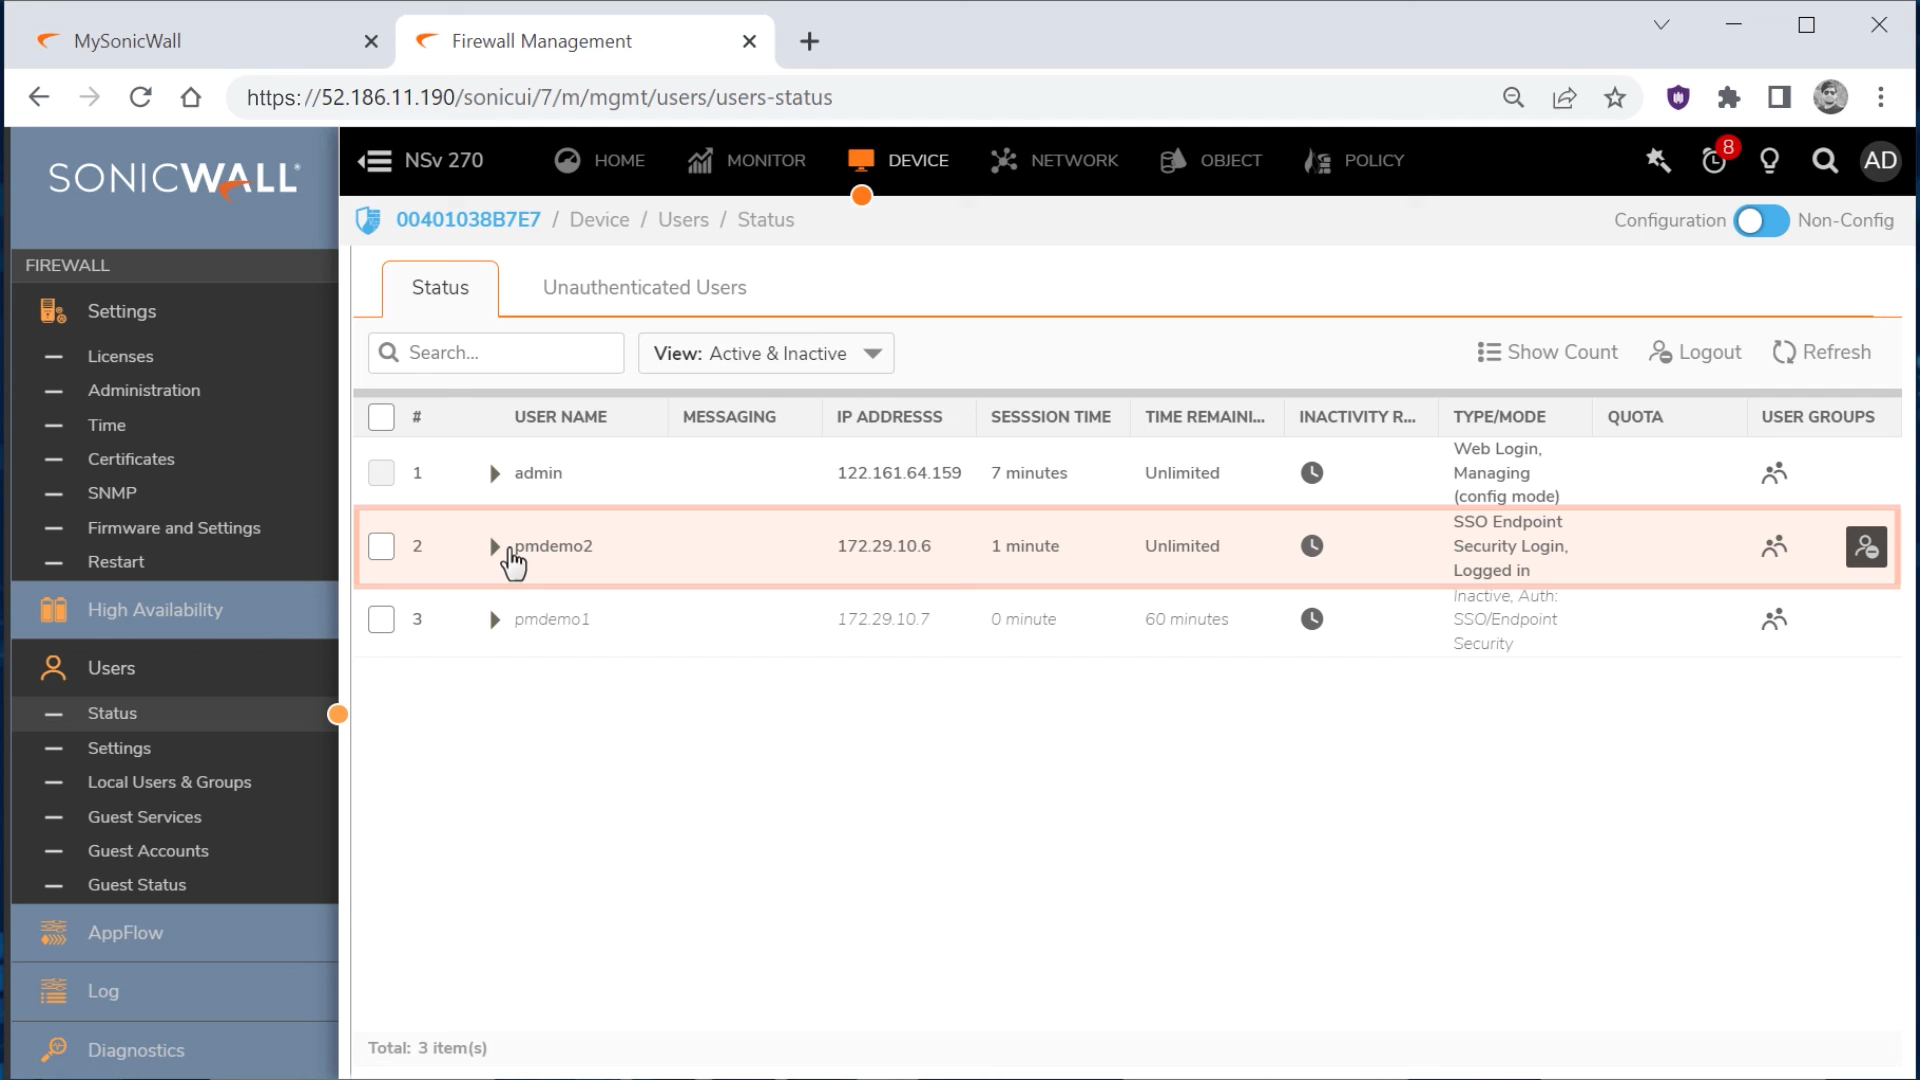 MySonicWall
Firewall Management
https://52.186.11.190/sonicui/7/m/mgmt/users/users-status
SONICWALL
NSv 270
HOME
MONITOR
DEVICE
NETWORK
OBJECT
POLICY
8
AD
00401038B7E7 / Device / Users / Status
Configuration
Non-Config
FIREWALL
Settings
Licenses
Administration
Time
Certificates
SNMP
Firmware and Settings
Restart
High Availability
Users
Status
Settings
Local Users & Groups
Guest Services
Guest Accounts
Guest Status
AppFlow
Log
Diagnostics
Status
Unauthenticated Users
Search...
View: Active & Inactive
Show Count
Logout
Refresh
# USER NAME MESSAGING IP ADDRESSS SESSSION TIME TIME REMAINI... INACTIVITY R... TYPE/MODE QUOTA USER GROUPS
1 admin 122.161.64.159 7 minutes Unlimited
Web Login,
Managing
(config mode)
2 pmdemo2 172.29.10.6 1 minute Unlimited
SSO Endpoint
Security Login,
Logged in
3 pmdemo1 172.29.10.7 0 minute 60 minutes
Inactive, Auth:
SSO/Endpoint
Security
Total: 3 item(s)